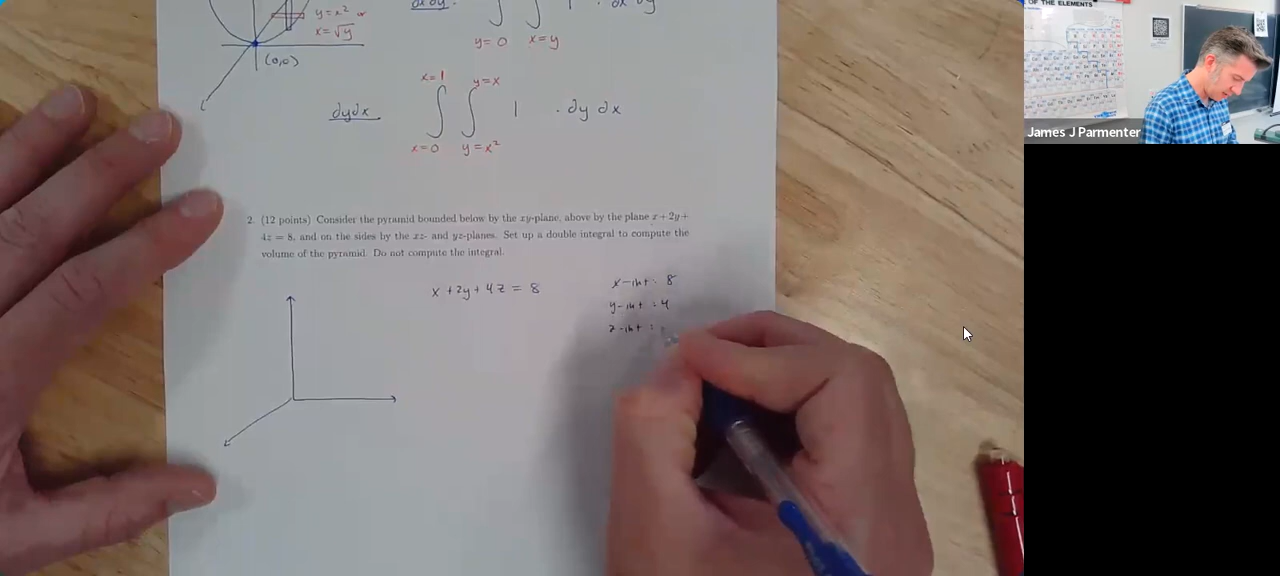 OF THE ELEMENTS
James J Parmenter
y = x² or
x = √y
(0,0)
dxdy.
∫ ∫ 1 · dx dy
y = 0 x = y
x = 1 y = x
dydx ∫ ∫ 1 · dy dx
x = 0 y = x²
2. (12 points) Consider the pyramid bounded below by the xy-plane, above by the plane x + 2y +
4z = 8, and on the sides by the xz- and yz-planes. Set up a double integral to compute the
volume of the pyramid. Do not compute the integral.
x + 2y + 4z = 8
x-int : 8
y-int : 4
z-int :